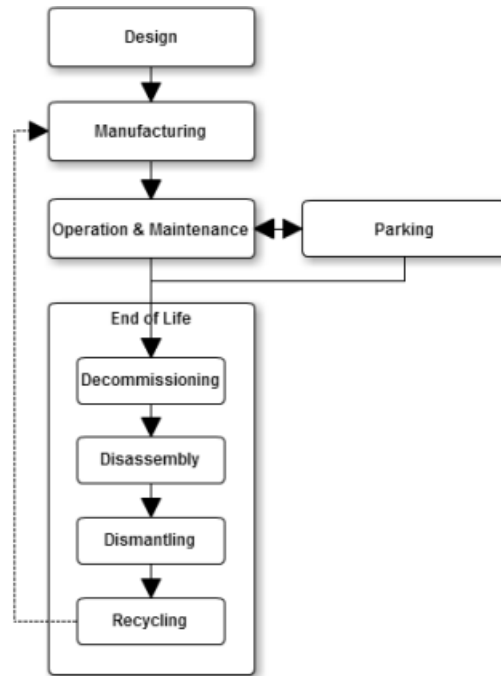 Design
Manufacturing
Operation & Maintenance
Parking
End of Life
Decommissioning
Disassembly
Dismantling
Recycling